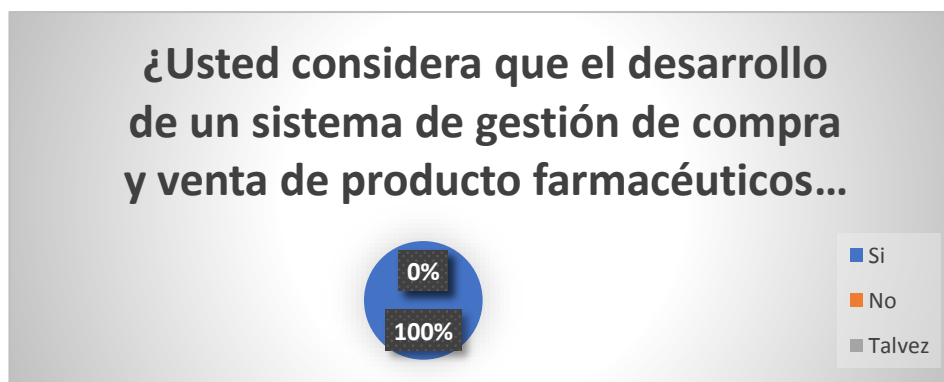 ¿Usted considera que el desarrollo
de un sistema de gestión de compra
y venta de producto farmacéuticos…
0%
100%
Si
No
Talvez